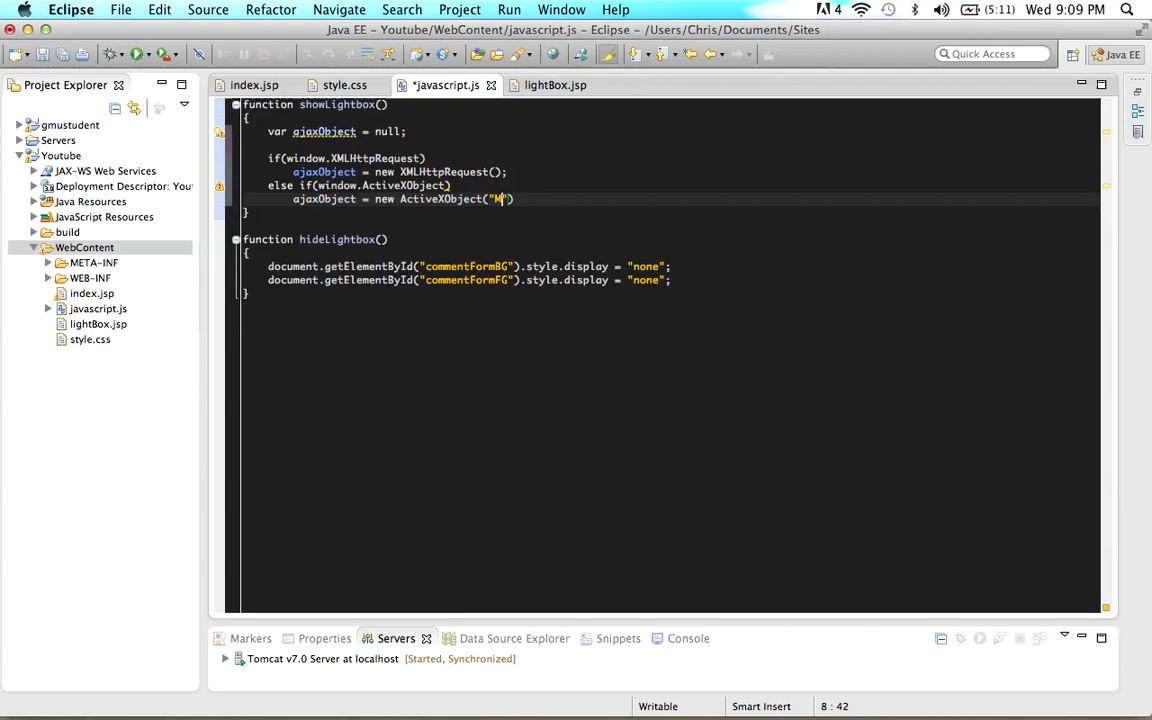 Eclipse File Edit Source Refactor Navigate Search Project Run Window Help 4 (5:11) Wed 9:09 PM
Java EE - Youtube/WebContent/javascript.js - Eclipse - /Users/Chris/Documents/Sites
Quick Access Java EE
Project Explorer
index.jsp style.css *javascript.js lightBox.jsp
gmustudent
Servers
Youtube
JAX-WS Web Services
Deployment Descriptor: You
Java Resources
JavaScript Resources
build
WebContent
META-INF
WEB-INF
index.jsp
javascript.js
lightBox.jsp
style.css
function showLightbox()
{
var ajaxObject = null;
if(window.XMLHttpRequest)
ajaxObject = new XMLHttpRequest();
else if(window.ActiveXObject)
ajaxObject = new ActiveXObject("M")
}
function hideLightbox()
{
document.getElementById("commentFormBG").style.display = "none";
document.getElementById("commentFormFG").style.display = "none";
}
Markers Properties Servers Data Source Explorer Snippets Console
Tomcat v7.0 Server at localhost [Started, Synchronized]
Writable Smart Insert 8 : 42